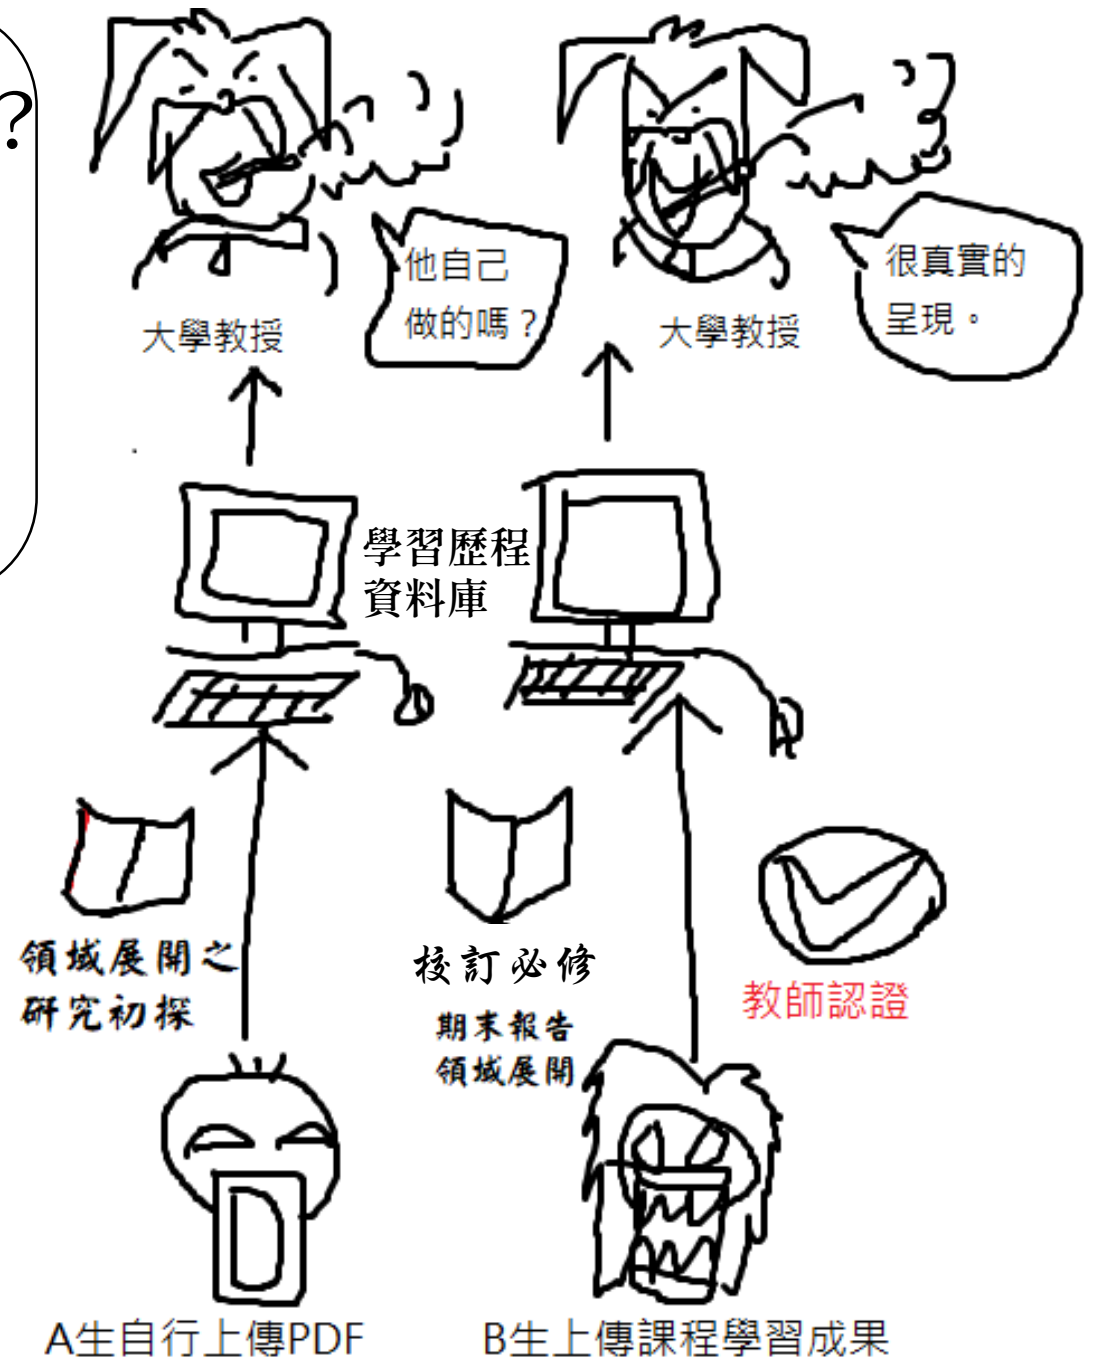 ?
他自己
做的嗎？
很真實的
呈現。
大學教授
大學教授
學習歷程
資料庫
領域展開之
研究初探
校訂必修
期末報告
領域展開
教師認證
A生自行上傳PDF
B生上傳課程學習成果